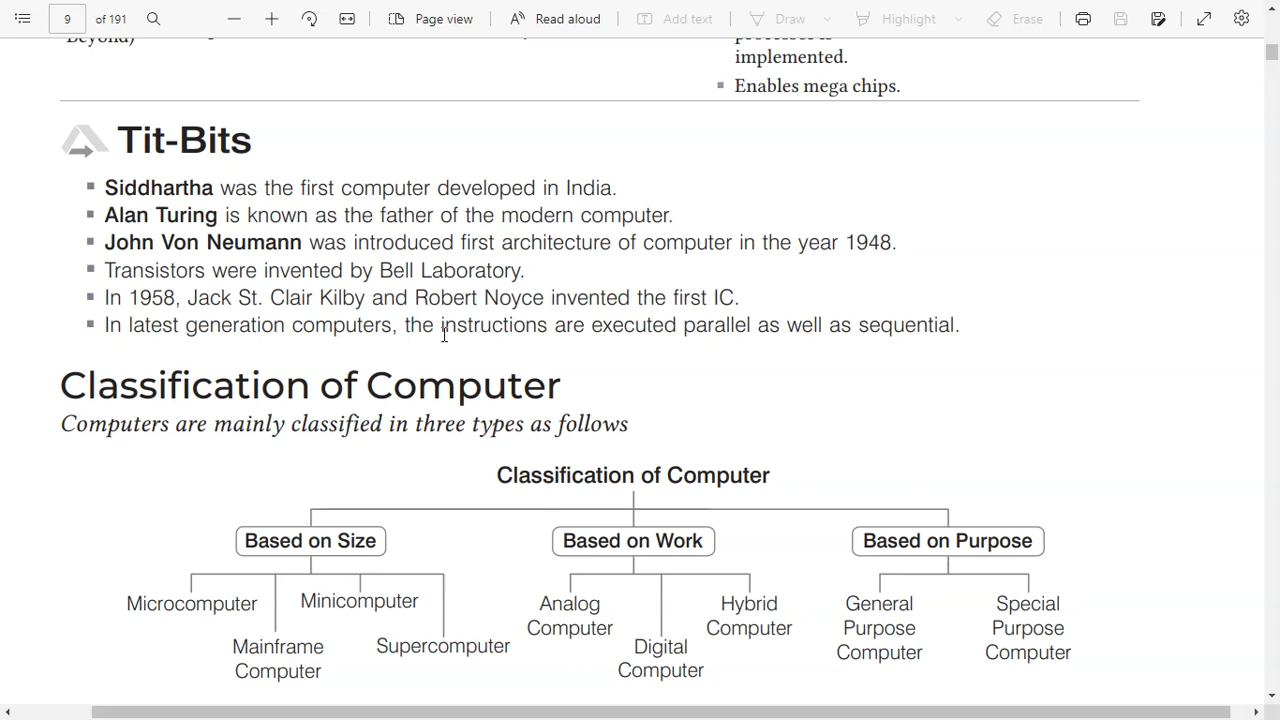 9 of 191 Page view Read aloud Add text Draw Highlight Erase
Beyond)
implemented.
▪ Enables mega chips.
Tit-Bits
▪ Siddhartha was the first computer developed in India.
▪ Alan Turing is known as the father of the modern computer.
▪ John Von Neumann was introduced first architecture of computer in the year 1948.
▪ Transistors were invented by Bell Laboratory.
▪ In 1958, Jack St. Clair Kilby and Robert Noyce invented the first IC.
▪ In latest generation computers, the instructions are executed parallel as well as sequential.
Classification of Computer
Computers are mainly classified in three types as follows
Classification of Computer
Based on Size Based on Work Based on Purpose
Microcomputer
Mainframe
Computer
Minicomputer
Supercomputer
Analog
Computer
Digital
Computer
Hybrid
Computer
General
Purpose
Computer
Special
Purpose
Computer